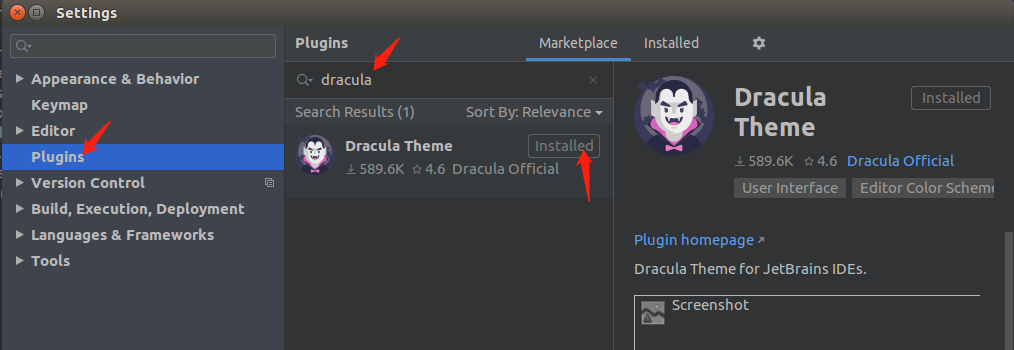 Settings
Plugins
Marketplace
Installed
Appearance & Behavior
Keymap
Editor
Plugins
Version Control
Build, Execution, Deployment
Languages & Frameworks
Tools
dracula
Search Results (1)
Sort By: Relevance
Dracula Theme
Installed
589.6K
4.6
Dracula Official
Dracula
Theme
Installed
589.6K
4.6
Dracula Official
User Interface
Editor Color Scheme
Plugin homepage
Dracula Theme for JetBrains IDEs.
Screenshot